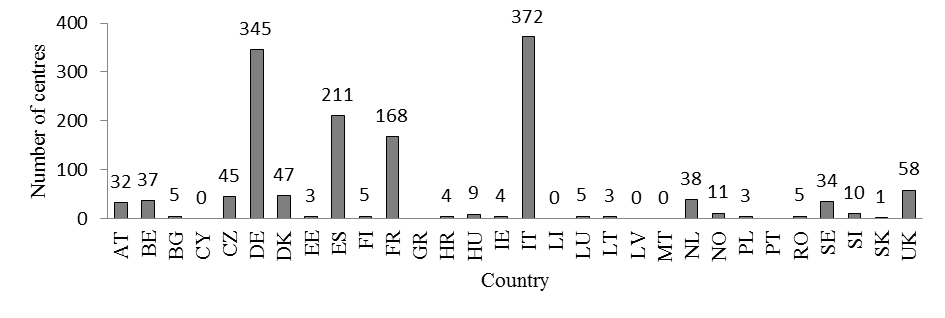 Number of centres
400
300
200
100
0
32 37 5 0 45 345 47 3 211 5 168 4 9 4 372 0 5 3 0 0 38 11 3 5 34 10 1 58
AT BE BG CY CZ DE DK EE ES FI FR GR HR HU IE IT LI LU LT LV MT NL NO PL PT RO SE SI SK UK
Country